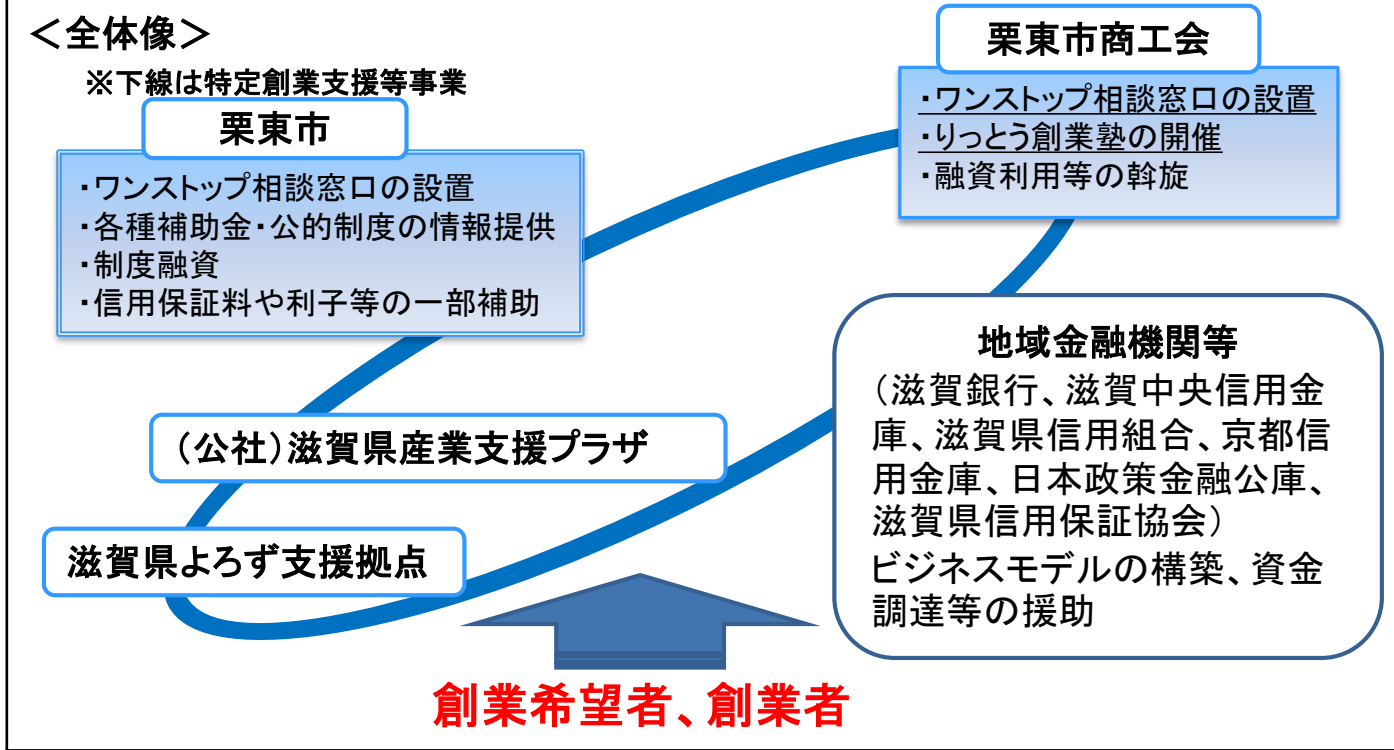 ＜全体像＞
※下線は特定創業支援等事業
栗東市
・ワンストップ相談窓口の設置
・各種補助金・公的制度の情報提供
・制度融資
・信用保証料や利子等の一部補助
栗東市商工会
・ワンストップ相談窓口の設置
・りっとう創業塾の開催
・融資利用等の斡旋
（公社）滋賀県産業支援プラザ
滋賀県よろず支援拠点
地域金融機関等
（滋賀銀行、滋賀中央信用金
庫、滋賀県信用組合、京都信
用金庫、日本政策金融公庫、
滋賀県信用保証協会）
ビジネスモデルの構築、資金
調達等の援助
創業希望者、創業者